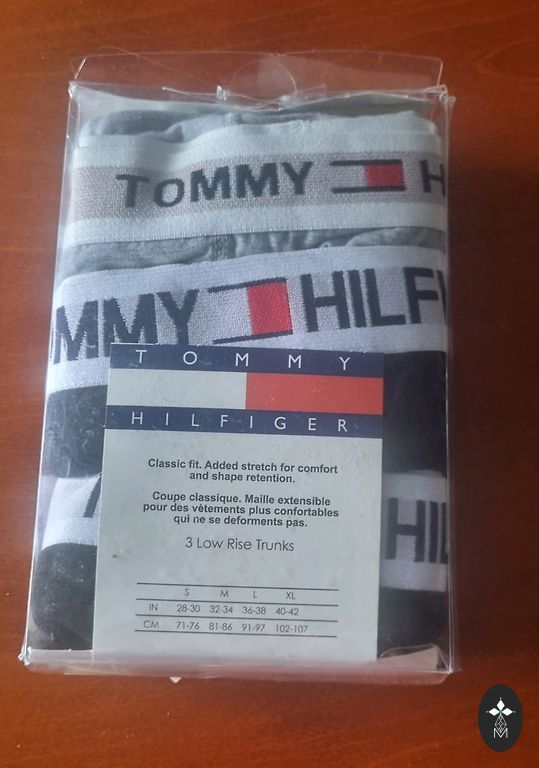 TOMMY H
MMY HILFI
TOMMY
HILFIGER
Classic fit. Added stretch for comfort
and shape retention.
Coupe classique. Maille extensible
pour des vêtements plus confortables
qui ne se deforments pas.
HIL
3 Low Rise Trunks
S M L XL
IN 28-30 32-34 36-38 40-42
CM 71-76 81-86 91-97 102-107
M